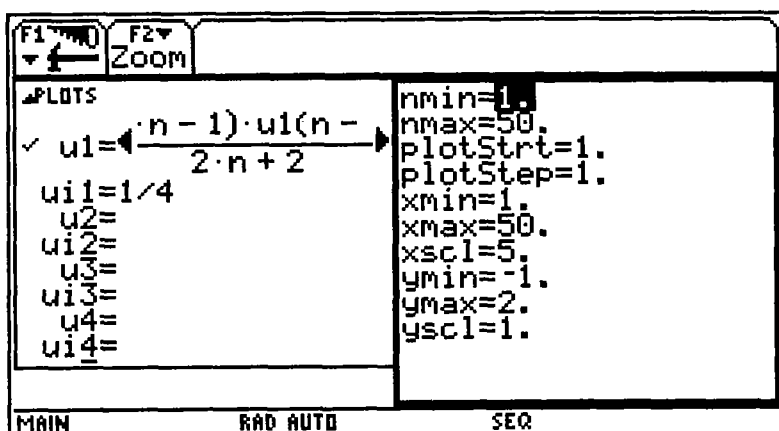 F1 F2
Zoom
PLOTS
✓ u1=◀ ·n − 1)·u1(n − ▶
2·n + 2
ui1=1/4
u2=
ui2=
u3=
ui3=
u4=
ui4=
nmin=1.
nmax=50.
plotStrt=1.
plotStep=1.
xmin=1.
xmax=50.
xscl=5.
ymin=-1.
ymax=2.
yscl=1.
MAIN RAD AUTO SEQ